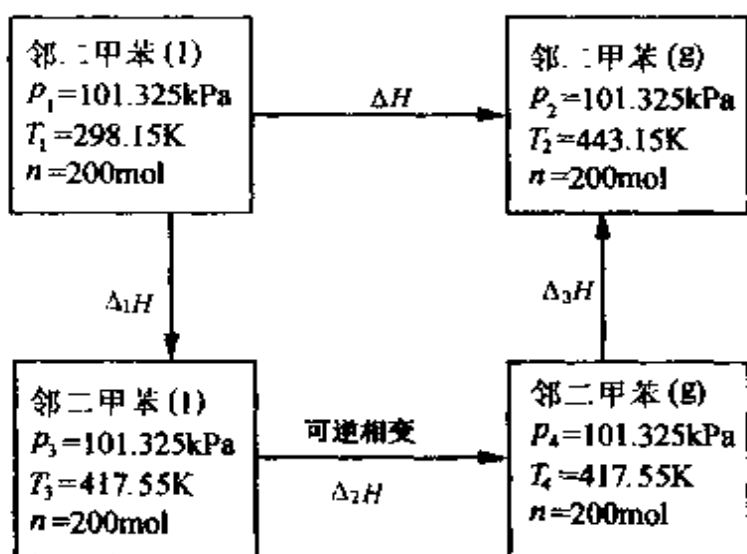 邻二甲苯(l)
p₁=101.325kPa
T₁=298.15K
n=200mol
ΔH
邻二甲苯(g)
p₂=101.325kPa
T₂=443.15K
n=200mol
Δ₁H
Δ₃H
邻二甲苯(l)
p₃=101.325kPa
T₃=417.55K
n=200mol
可逆相变
Δ₂H
邻二甲苯(g)
p₄=101.325kPa
T₄=417.55K
n=200mol